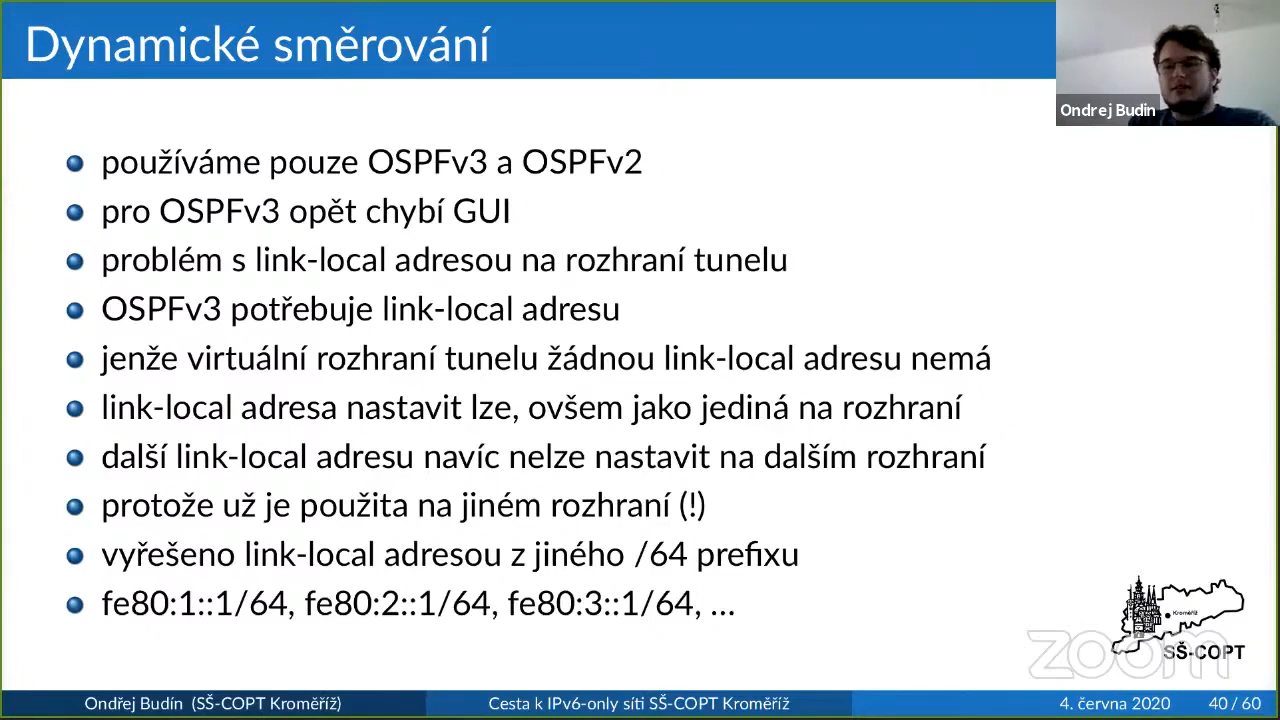 Dynamické směrování
Ondrej Budin
používáme pouze OSPFv3 a OSPFv2
pro OSPFv3 opět chybí GUI
problém s link-local adresou na rozhraní tunelu
OSPFv3 potřebuje link-local adresu
jenže virtuální rozhraní tunelu žádnou link-local adresu nemá
link-local adresa nastavit lze, ovšem jako jediná na rozhraní
další link-local adresu navíc nelze nastavit na dalším rozhraní
protože už je použita na jiném rozhraní (!)
vyřešeno link-local adresou z jiného /64 prefixu
fe80:1::1/64, fe80:2::1/64, fe80:3::1/64, …
Kroměříž
SŠ-COPT
zoom
Ondřej Budín (SŠ-COPT Kroměříž) Cesta k IPv6-only síti SŠ-COPT Kroměříž 4. června 2020 40 / 60